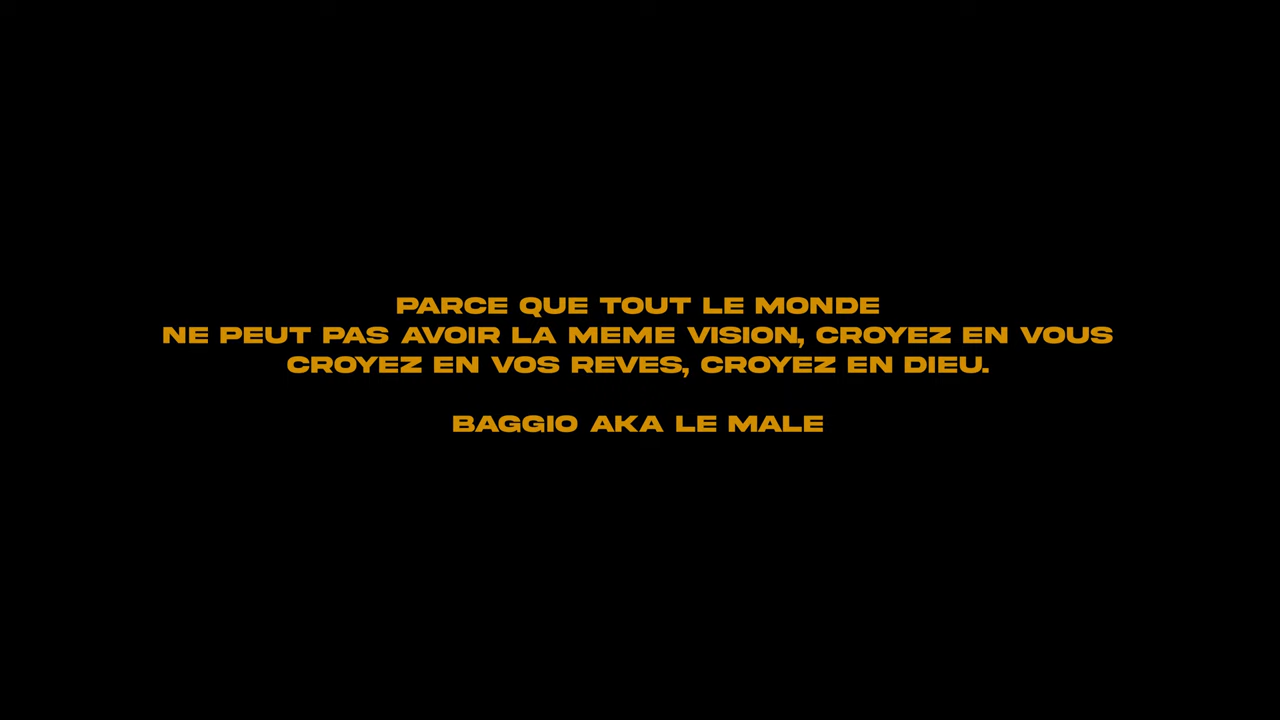 PARCE QUE TOUT LE MONDE
NE PEUT PAS AVOIR LA MEME VISION, CROYEZ EN VOUS
CROYEZ EN VOS REVES, CROYEZ EN DIEU.
BAGGIO AKA LE MALE